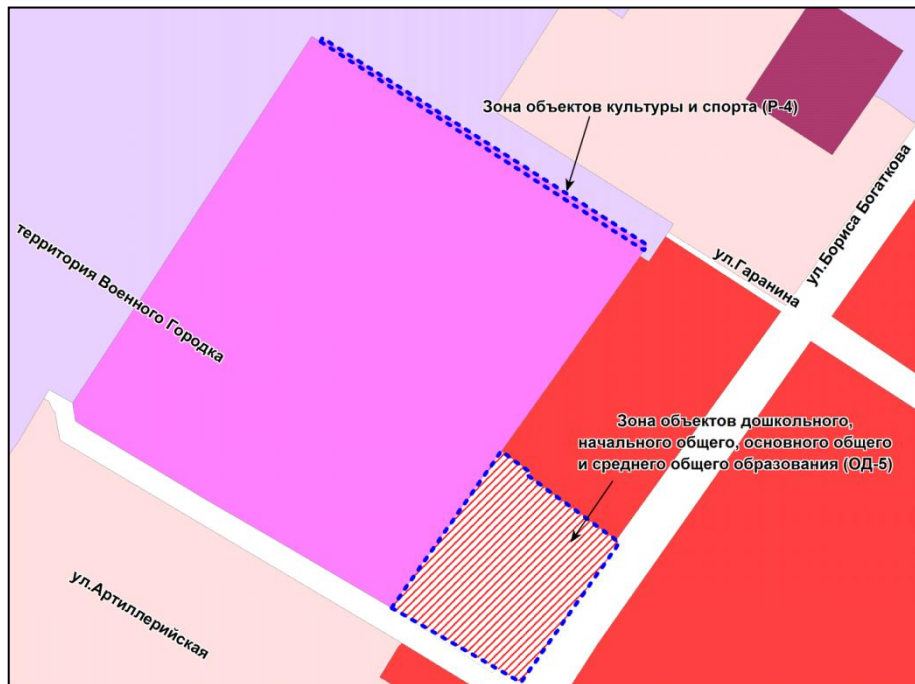 Зона объектов культуры и спорта (Р-4)
ул.Бориса Богаткова
ул.Гаранина
территория Военного Городка
Зона объектов дошкольного,
начального общего, основного общего
и среднего общего образования (ОД-5)
ул.Артиллерийская